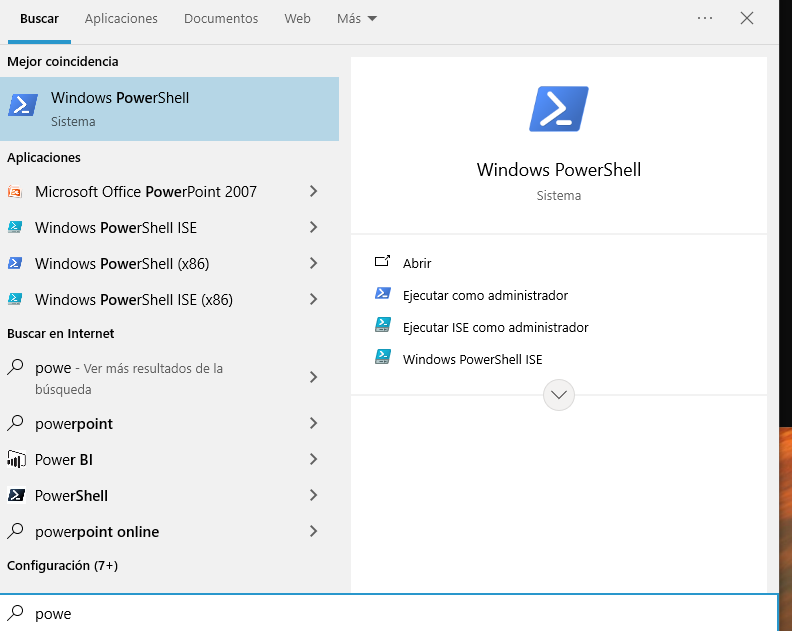 Buscar Aplicaciones Documentos Web Más ...
Mejor coincidencia
Windows PowerShell
Sistema
Aplicaciones
Microsoft Office PowerPoint 2007
Windows PowerShell ISE
Windows PowerShell (x86)
Windows PowerShell ISE (x86)
Buscar en Internet
powe - Ver más resultados de la
búsqueda
powerpoint
Power BI
PowerShell
powerpoint online
Configuración (7+)
powe
Windows PowerShell
Sistema
Abrir
Ejecutar como administrador
Ejecutar ISE como administrador
Windows PowerShell ISE